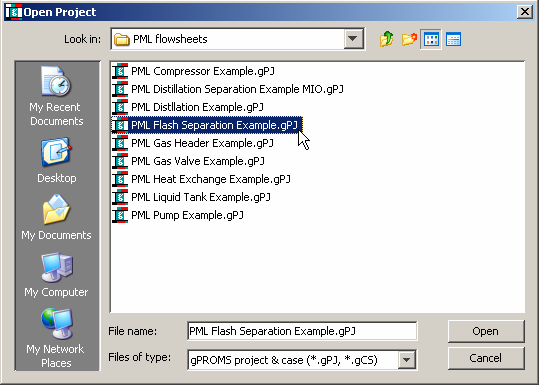 Open Project
Look in: PML flowsheets
My Recent
Documents
Desktop
My Documents
My Computer
My Network
Places
PML Compressor Example.gPJ
PML Distillation Separation Example MIO.gPJ
PML Distllation Example.gPJ
PML Flash Separation Example.gPJ
PML Gas Header Example.gPJ
PML Gas Valve Example.gPJ
PML Heat Exchange Example.gPJ
PML Liquid Tank Example.gPJ
PML Pump Example.gPJ
File name: PML Flash Separation Example.gPJ Open
Files of type: gPROMS project & case (*.gPJ, *.gCS) Cancel